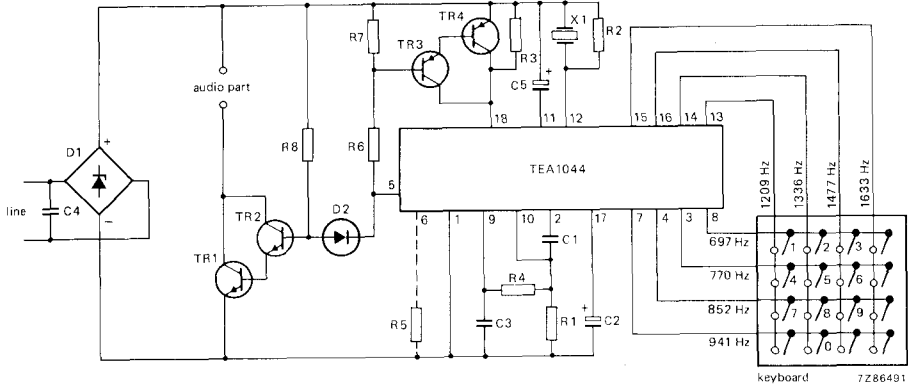 TR4
R7
TR3
R3
X1
R2
C5
+
audio part
18
11
12
15
16
14
13
+
D1
R8
R6
TEA1044
5
1209 Hz
1336 Hz
1477 Hz
1633 Hz
line
C4
−
TR2
D2
6
1
9
10
2
17
7
4
3
8
C1
TR1
R4
R5
C3
R1
+
C2
697 Hz
1
2
3
770 Hz
4
5
6
852 Hz
7
8
9
941 Hz
0
keyboard
7Z86491